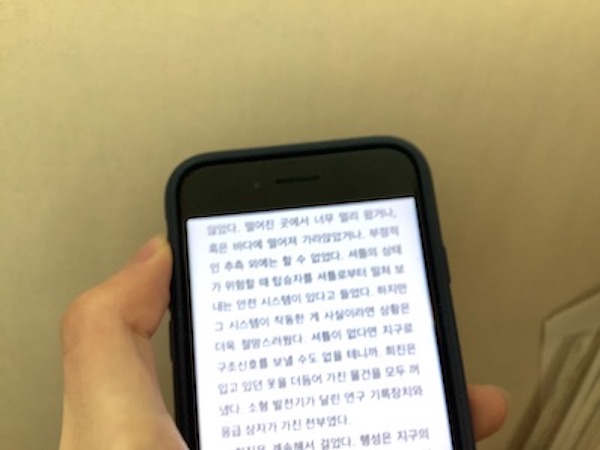 않았다. 떨어진 곳에서 너무 멀리 왔거나,
혹은 바다에 떨어져 가라앉았거나. 부정적
인 추측 외에는 할 수 없었다. 셔틀의 상태
가 위험할 때 탑승자를 셔틀로부터 밀쳐 보
내는 안전 시스템이 있다고 들었다. 하지만
그 시스템이 작동한 게 사실이라면 상황은
더욱 절망스러웠다. 셔틀이 없다면 지구로
구조신호를 보낼 수도 없을 테니까. 희진은
입고 있던 옷을 더듬어 가진 물건을 모두 꺼
냈다. 소형 발전기가 달린 연구 기록장치와
응급 상자가 가진 전부였다.
희진은 계속해서 걸었다. 행성은 지구의